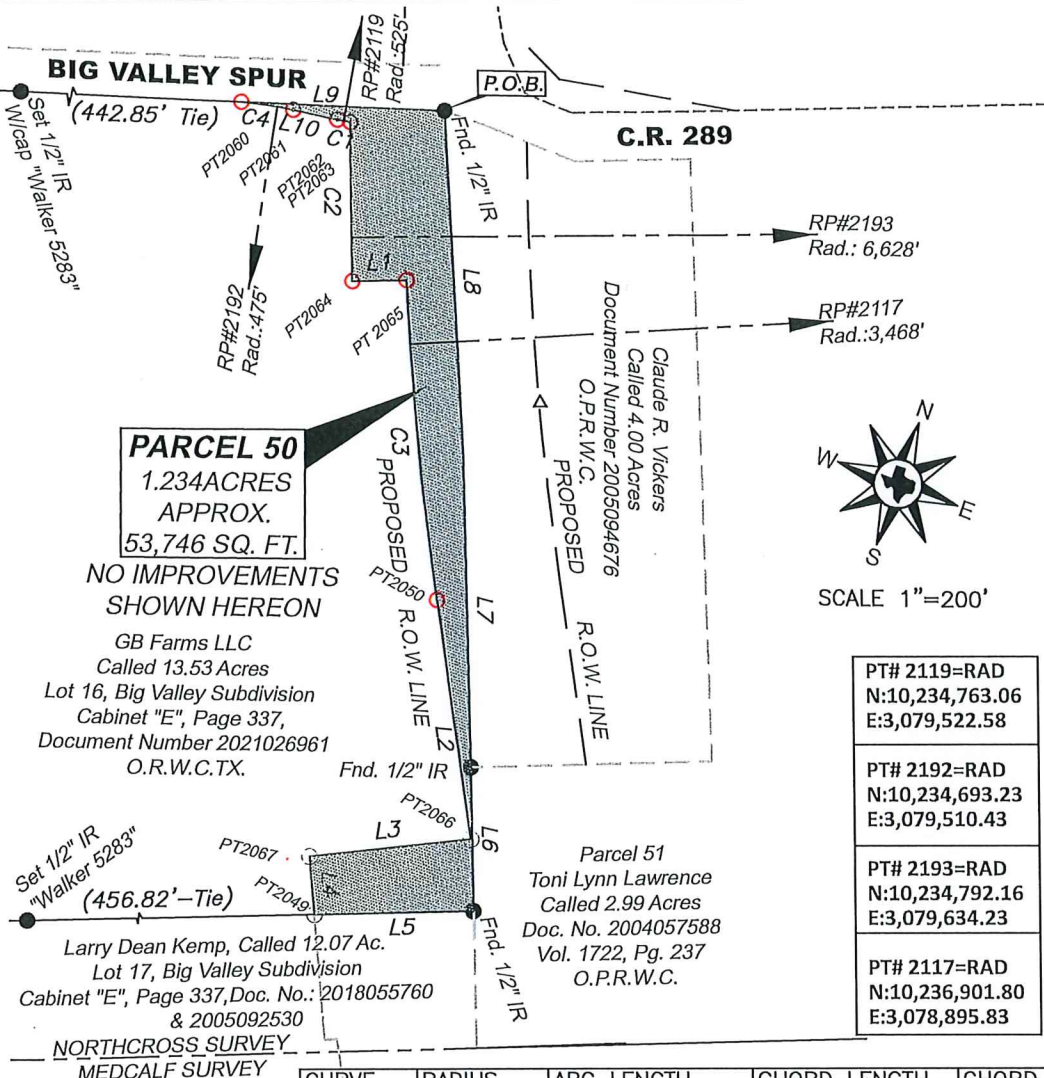 BIG VALLEY SPUR
(442.85' Tie)
Set 1/2" IR
W/cap "Walker 5283"
C4
L10
L9
C1
RP#2119
Rad.:525'
P.O.B.
Fnd. 1/2" IR
C.R. 289
PT2060
PT2061
PT2062
PT2063
C2
RP#2192
Rad.:475'
L1
PT2064
PT 2065
L8
RP#2193
Rad.: 6,628'
RP#2117
Rad.:3,468'
Claude R. Vickers
Called 4.00 Acres
Document Number 2005094676
O.P.R.W.C.
PROPOSED R.O.W. LINE
N
W
E
S
SCALE 1"=200'
PARCEL 50
1.234ACRES
APPROX.
53,746 SQ. FT.
NO IMPROVEMENTS
SHOWN HEREON
C3
PROPOSED R.O.W. LINE
PT2050
L7
L2
GB Farms LLC
Called 13.53 Acres
Lot 16, Big Valley Subdivision
Cabinet "E", Page 337,
Document Number 2021026961
O.R.W.C.TX.
Fnd. 1/2" IR
PT2066
L3
L6
PT2067
L4
PT2049
L5
Set 1/2" IR
"Walker 5283"
(456.82'-Tie)
Fnd. 1/2" IR
Parcel 51
Toni Lynn Lawrence
Called 2.99 Acres
Doc. No. 2004057588
Vol. 1722, Pg. 237
O.P.R.W.C.
Larry Dean Kemp, Called 12.07 Ac.
Lot 17, Big Valley Subdivision
Cabinet "E", Page 337,Doc. No.: 2018055760
& 2005092530
NORTHCROSS SURVEY
MEDCALF SURVEY
PT# 2119=RAD
N:10,234,763.06
E:3,079,522.58
PT# 2192=RAD
N:10,234,693.23
E:3,079,510.43
PT# 2193=RAD
N:10,234,792.16
E:3,079,634.23
PT# 2117=RAD
N:10,236,901.80
E:3,078,895.83
CURVE RADIUS ARC LENGTH CHORD LENGTH CHORD